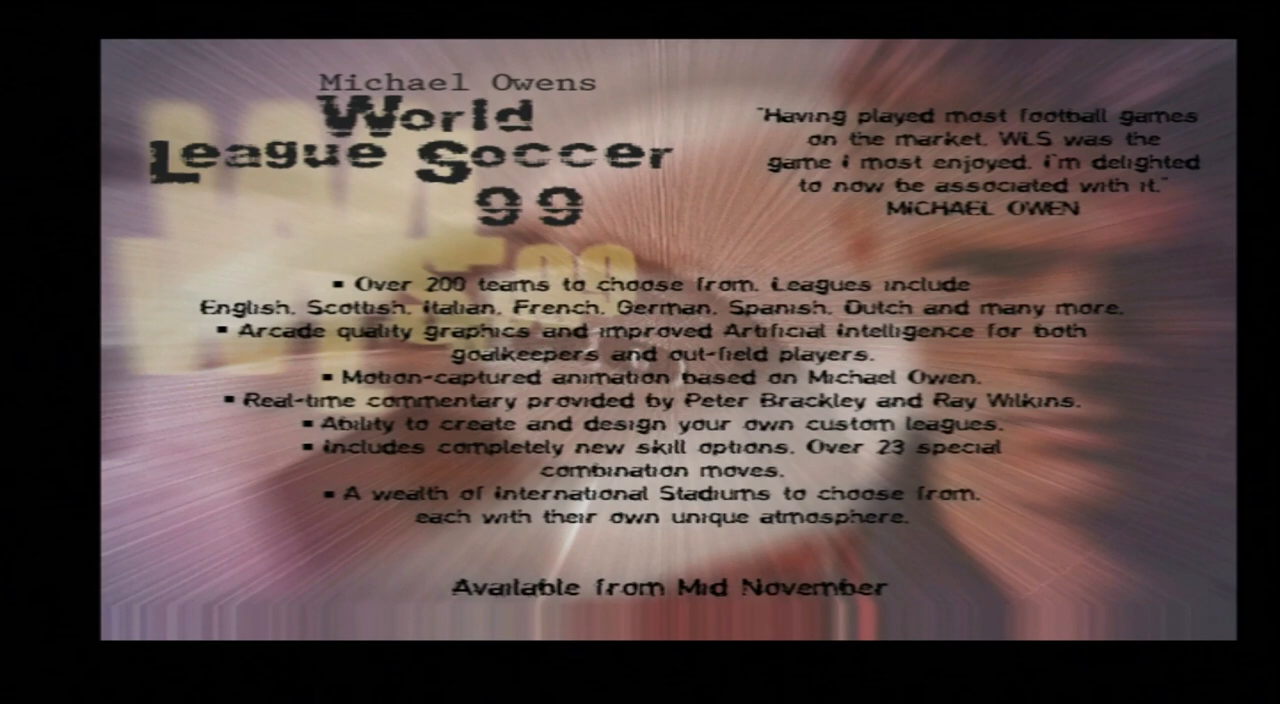 Michael Owens
World
League Soccer
99
"Having played most football games
on the market, WLS was the
game i most enjoyed. i'm delighted
to now be associated with it."
MiCHAEL OWEN
▪ Over 200 teams to choose from. Leagues include
English, Scottish, italian, French, German, Spanish, Dutch and many more.
▪ Arcade quality graphics and improved Artificial intelligence for both
goalkeepers and out-field players.
▪ Motion-captured animation based on Michael Owen.
▪ Real-time commentary provided by Peter Brackley and Ray Wilkins.
▪ Ability to create and design your own custom leagues.
▪ includes completely new skill options. Over 23 special
combination moves.
▪ A wealth of international Stadiums to choose from,
each with their own unique atmosphere.
Available from Mid November